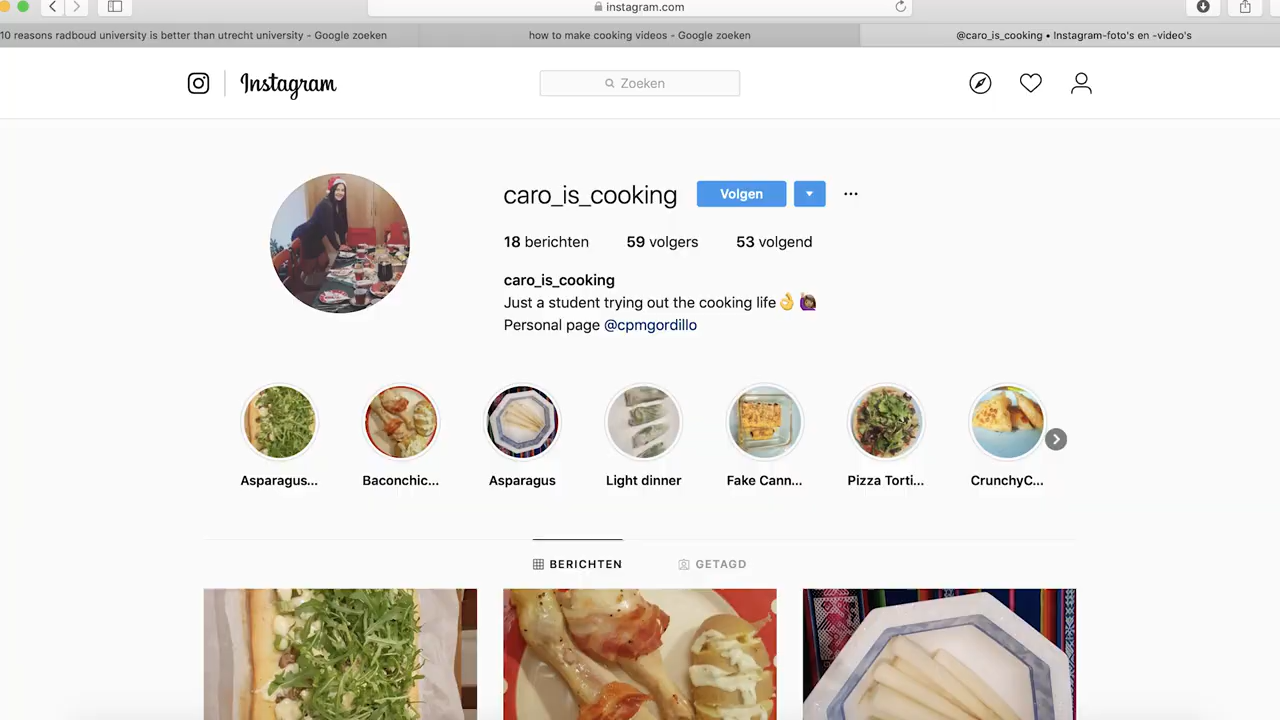 instagram.com
10 reasons radboud university is better than utrecht university - Google zoeken
how to make cooking videos - Google zoeken
@caro_is_cooking • Instagram-foto's en -video's
Instagram
Zoeken
caro_is_cooking
Volgen
18 berichten
59 volgers
53 volgend
caro_is_cooking
Just a student trying out the cooking life👌 🙋🏽‍♀️
Personal page @cpmgordillo
Asparagus...
Baconchic...
Asparagus
Light dinner
Fake Cann...
Pizza Torti...
CrunchyC...
BERICHTEN
GETAGD